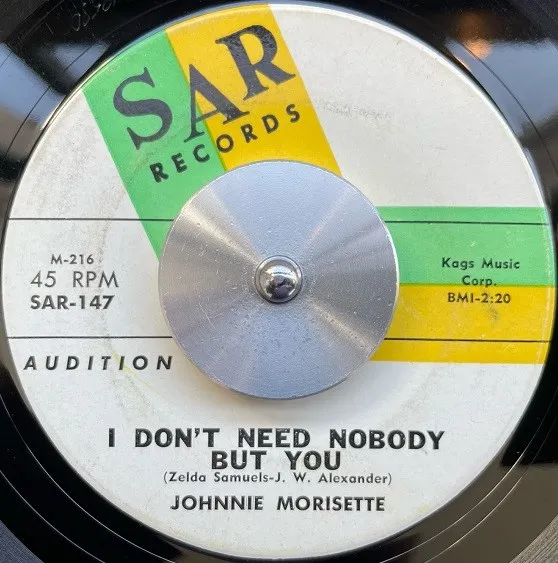 SAR
RECORDS
M-216
45 RPM
SAR-147
Kags Music
Corp.
BMI-2:20
AUDITION
I DON'T NEED NOBODY
BUT YOU
(Zelda Samuels-J. W. Alexander)
JOHNNIE MORISETTE